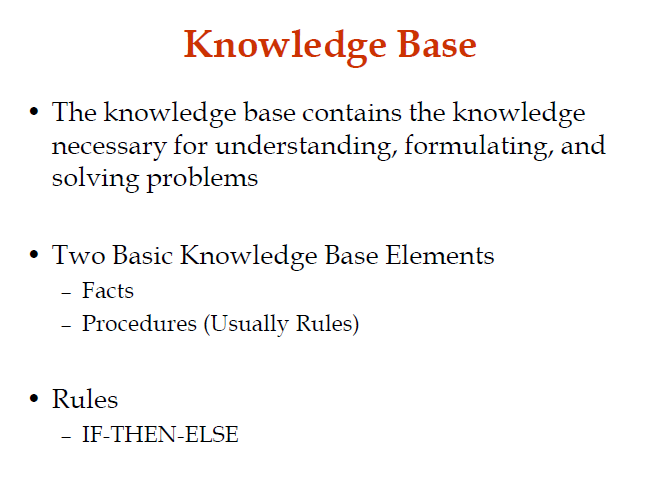 Knowledge Base
• The knowledge base contains the knowledge
necessary for understanding, formulating, and
solving problems
• Two Basic Knowledge Base Elements
– Facts
– Procedures (Usually Rules)
• Rules
– IF-THEN-ELSE